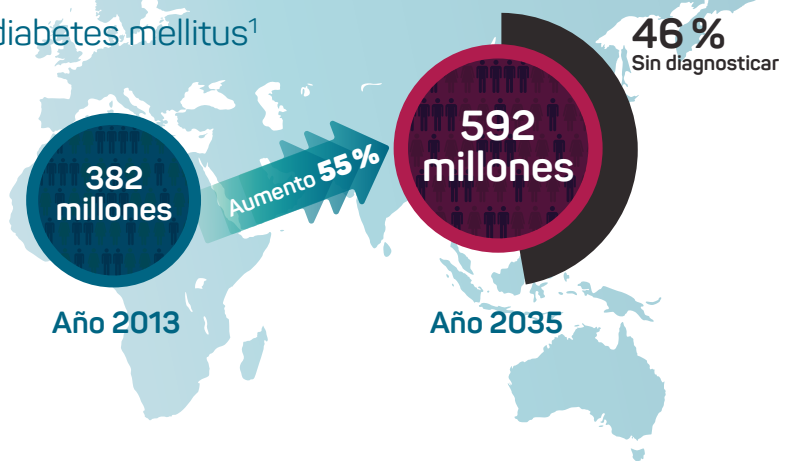 diabetes mellitus¹
46 %
Sin diagnosticar
592
millones
382
millones
Aumento 55 %
Año 2013
Año 2035